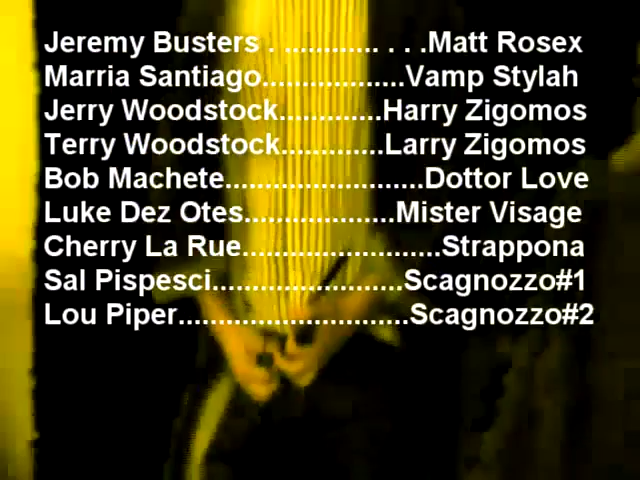 Jeremy Busters . ............ . . .Matt Rosex
Marria Santiago..................Vamp Stylah
Jerry Woodstock.............Harry Zigomos
Terry Woodstock.............Larry Zigomos
Bob Machete.........................Dottor Love
Luke Dez Otes...................Mister Visage
Cherry La Rue.........................Strappona
Sal Pispesci........................Scagnozzo#1
Lou Piper.............................Scagnozzo#2